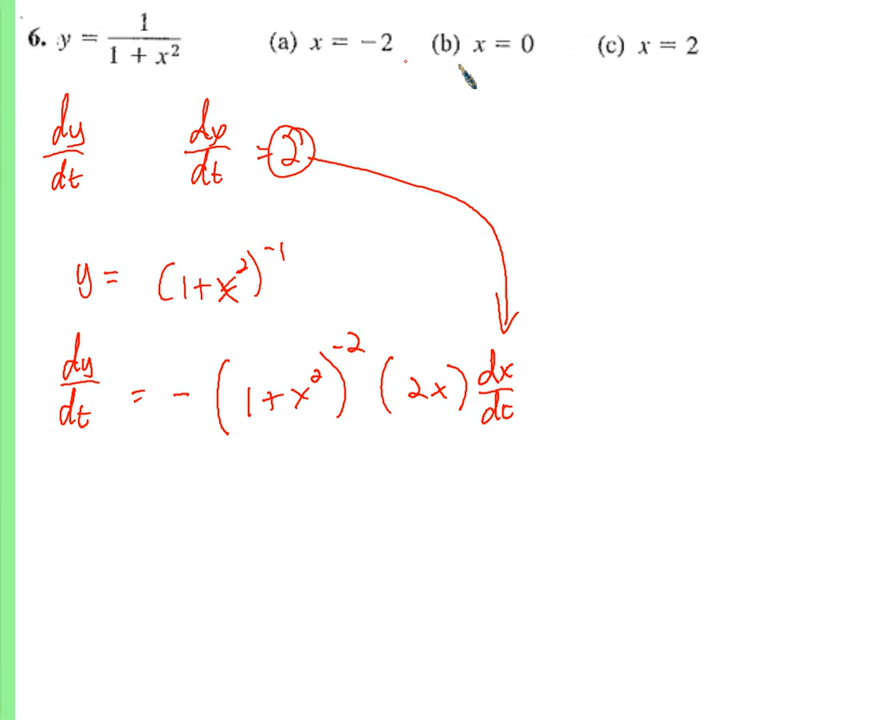 6. y = 1/(1 + x²) (a) x = −2 (b) x = 0 (c) x = 2
dy/dt dx/dt = 2
y = (1+x²)⁻¹
dy/dt = -(1+x²)⁻² (2x) dx/dt